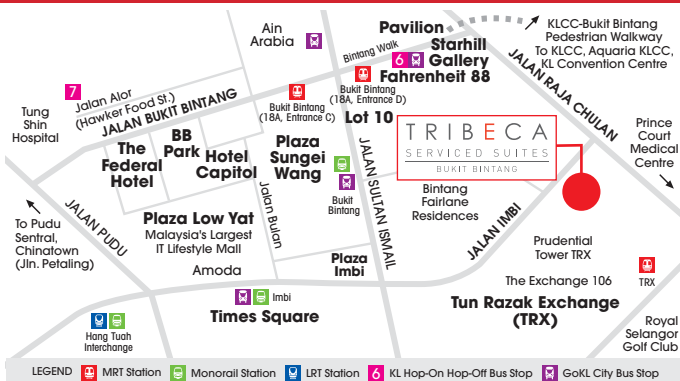 Pavilion
KLCC-Bukit Bintang
Pedestrian Walkway
To KLCC, Aquaria KLCC,
KL Convention Centre
Ain
Arabia
Bintang Walk
Starhill
Gallery
6
Fahrenheit 88
JALAN RAJA CHULAN
7
Jalan Alor
(Hawker Food St.)
JALAN BUKIT BINTANG
Bukit Bintang
(18A, Entrance C)
Bukit Bintang
(18A, Entrance D)
Lot 10
Tung
Shin
Hospital
The
Federal
Hotel
BB
Park
Hotel
Capitol
Plaza
Sungei
Wang
JALAN SULTAN ISMAIL
TRIBECA
SERVICED SUITES
BUKIT BINTANG
Prince
Court
Medical
Centre
Bukit
Bintang
Bintang
Fairlane
Residences
JALAN IMBI
To Pudu
Sentral,
Chinatown
(Jln. Petaling)
JALAN PUDU
Plaza Low Yat
Malaysia's Largest
IT Lifestyle Mall
Jalan Bulan
Amoda
Plaza
Imbi
Prudential
Tower TRX
The Exchange 106
TRX
Tun Razak Exchange
(TRX)
Imbi
Times Square
Hang Tuah
Interchange
Royal
Selangor
Golf Club
LEGEND MRT Station Monorail Station LRT Station 6 KL Hop-On Hop-Off Bus Stop GoKL City Bus Stop